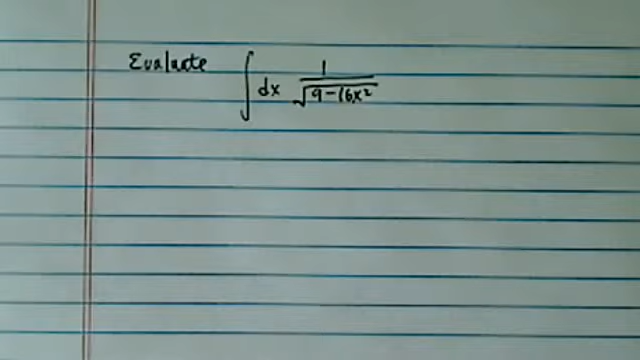 Evaluate ∫ dx 1/√(9-16x²)